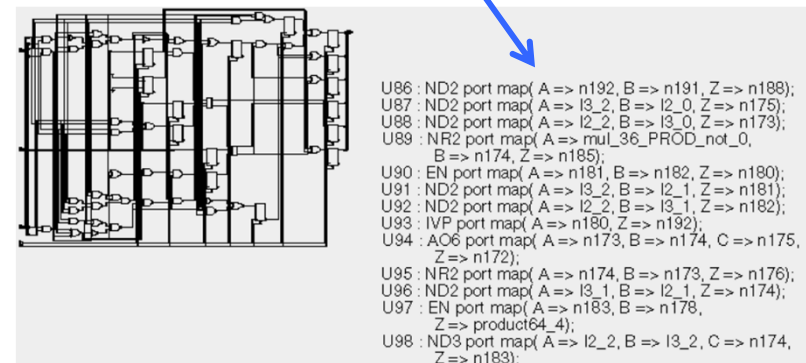 U86 : ND2 port map( A => n192, B => n191, Z => n188);
U87 : ND2 port map( A => I3_2, B => I2_0, Z => n175);
U88 : ND2 port map( A => I2_2, B => I3_0, Z => n173);
U89 : NR2 port map( A => mul_36_PROD_not_0,
B => n174, Z => n185);
U90 : EN port map( A => n181, B => n182, Z => n180);
U91 : ND2 port map( A => I3_2, B => I2_1, Z => n181);
U92 : ND2 port map( A => I2_2, B => I3_1, Z => n182);
U93 : IVP port map( A => n180, Z => n192);
U94 : AO6 port map( A => n173, B => n174, C => n175,
Z => n172);
U95 : NR2 port map( A => n174, B => n173, Z => n176);
U96 : ND2 port map( A => I3_1, B => I2_1, Z => n174);
U97 : EN port map( A => n183, B => n178,
Z => product64_4);
U98 : ND3 port map( A => I2_2, B => I3_2, C => n174,
Z => n183);